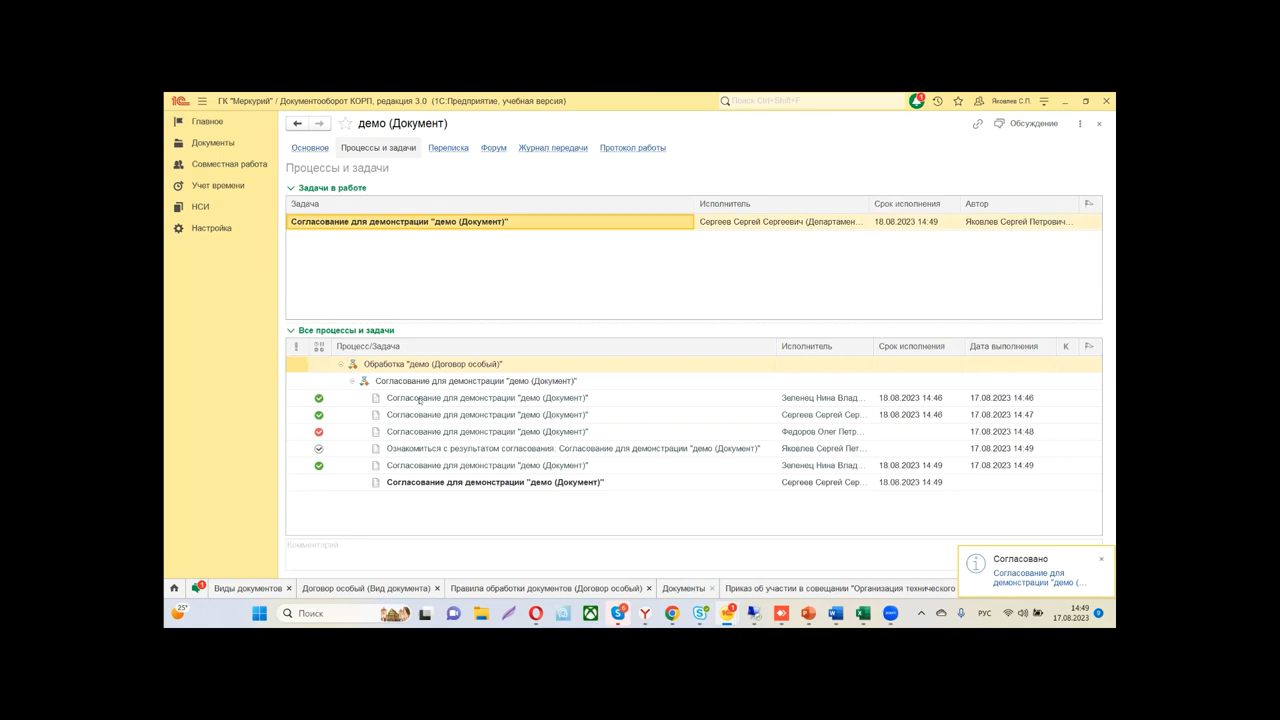 ГК "Меркурий" / Документооборот КОРП, редакция 3.0 (1С:Предприятие, учебная версия) Поиск Ctrl+Shift+F 1 Яковлев С.П.
Главное
Документы
Совместная работа
Учет времени
НСИ
Настройка
демо (Документ) Обсуждение
Основное Процессы и задачи Переписка Форум Журнал передачи Протокол работы
Процессы и задачи
Задачи в работе
Задача Исполнитель Срок исполнения Автор
Согласование для демонстрации "демо (Документ)" Сергеев Сергей Сергеевич (Департамен... 18.08.2023 14:49 Яковлев Сергей Петрович...
Все процессы и задачи
Процесс/Задача Исполнитель Срок исполнения Дата выполнения К
Обработка "демо (Договор особый)"
Согласование для демонстрации "демо (Документ)"
Согласование для демонстрации "демо (Документ)" Зепенец Нина Влад... 18.08.2023 14:46 17.08.2023 14:46
Согласование для демонстрации "демо (Документ)" Сергеев Сергей Сер... 18.08.2023 14:46 17.08.2023 14:47
Согласование для демонстрации "демо (Документ)" Федоров Олег Петр... 17.08.2023 14:48
Ознакомиться с результатом согласования: Согласование для демонстрации "демо (Документ)" Яковлев Сергей Пет... 17.08.2023 14:49
Согласование для демонстрации "демо (Документ)" Зепенец Нина Влад... 18.08.2023 14:49 17.08.2023 14:49
Согласование для демонстрации "демо (Документ)" Сергеев Сергей Сер... 18.08.2023 14:49
Комментарий
Согласовано
Согласование для
демонстрации "демо (...
1 Виды документов Договор особый (Вид документа) Правила обработки документов (Договор особый) Документы Приказ об участии в совещании "Организация технического
25° Поиск РУС 14:49
17.08.2023